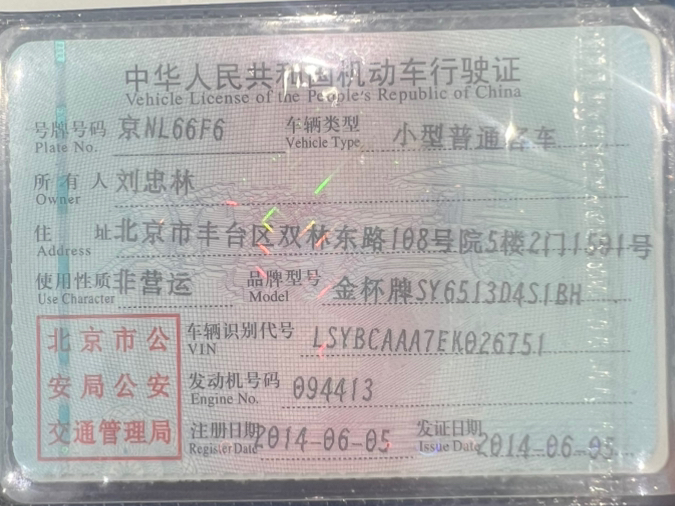 中华人民共和国机动车行驶证
Vehicle License of the People's Republic of China
号牌号码 京NL66F6 车辆类型 小型普通客车
Plate No. Vehicle Type
所有人 刘忠林
Owner
住址 北京市丰台区双林东路108号院5楼2门1501号
Address
使用性质 非营运 品牌型号 金杯牌SY6513D4S1BH
Use Character Model
北京市公安局公安交通管理局
车辆识别代号 LSYBCAAA7EK026751
VIN
发动机号码 094413
Engine No.
注册日期 2014-06-05 发证日期 2014-06-05
Register Date Issue Date